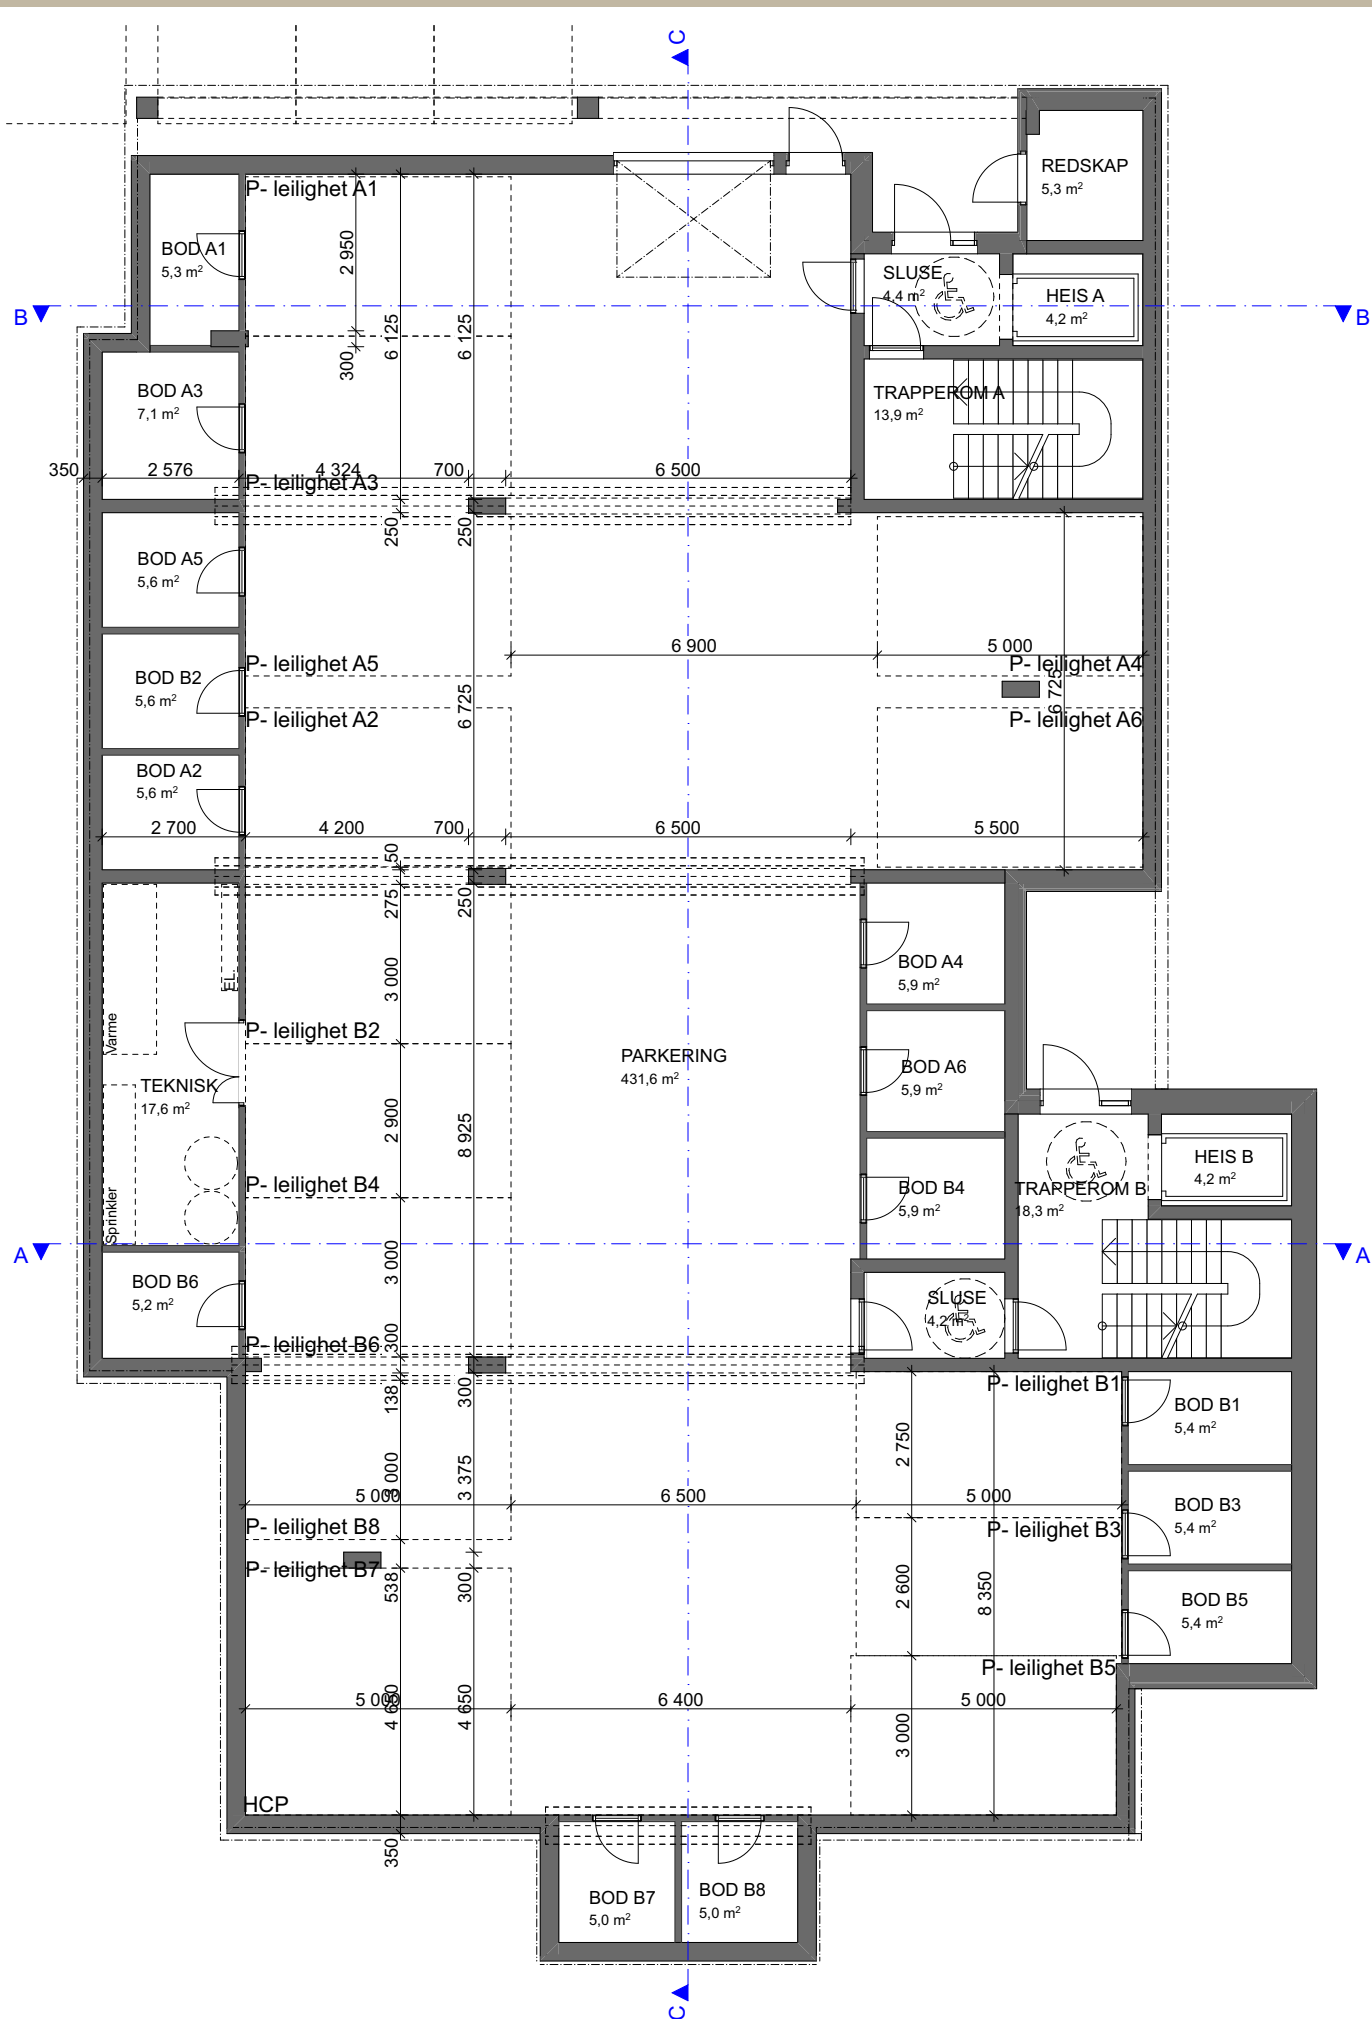 C
REDSKAP
5,3 m²
P- leilighet A1
BOD A1
5,3 m²
2 950
6 125
6 125
300
SLUSE
4,4 m²
HEIS A
4,2 m²
B
B
BOD A3
7,1 m²
TRAPPEROM A
13,9 m²
350
2 576
4 324
700
6 500
P- leilighet A3
250
250
BOD A5
5,6 m²
6 900
5 000
P- leilighet A5
P- leilighet A4
BOD B2
5,6 m²
6 725
6 725
P- leilighet A2
P- leilighet A6
BOD A2
5,6 m²
2 700
4 200
700
6 500
5 500
50
275
250
BOD A4
5,9 m²
EL.
3 000
Varme
P- leilighet B2
PARKERING
431,6 m²
BOD A6
5,9 m²
TEKNISK
17,6 m²
2 900
8 925
HEIS B
4,2 m²
P- leilighet B4
BOD B4
5,9 m²
TRAPPEROM B
18,3 m²
Sprinkler
A
A
3 000
BOD B6
5,2 m²
SLUSE
4,2 m²
P- leilighet B6
300
138
300
P- leilighet B1
BOD B1
5,4 m²
2 750
3 000
3 375
5 000
6 500
5 000
BOD B3
5,4 m²
P- leilighet B8
P- leilighet B3
P- leilighet B7
538
300
2 600
8 350
BOD B5
5,4 m²
P- leilighet B5
5 000
6 400
5 000
4 650
4 650
3 000
HCP
350
BOD B7
5,0 m²
BOD B8
5,0 m²
C